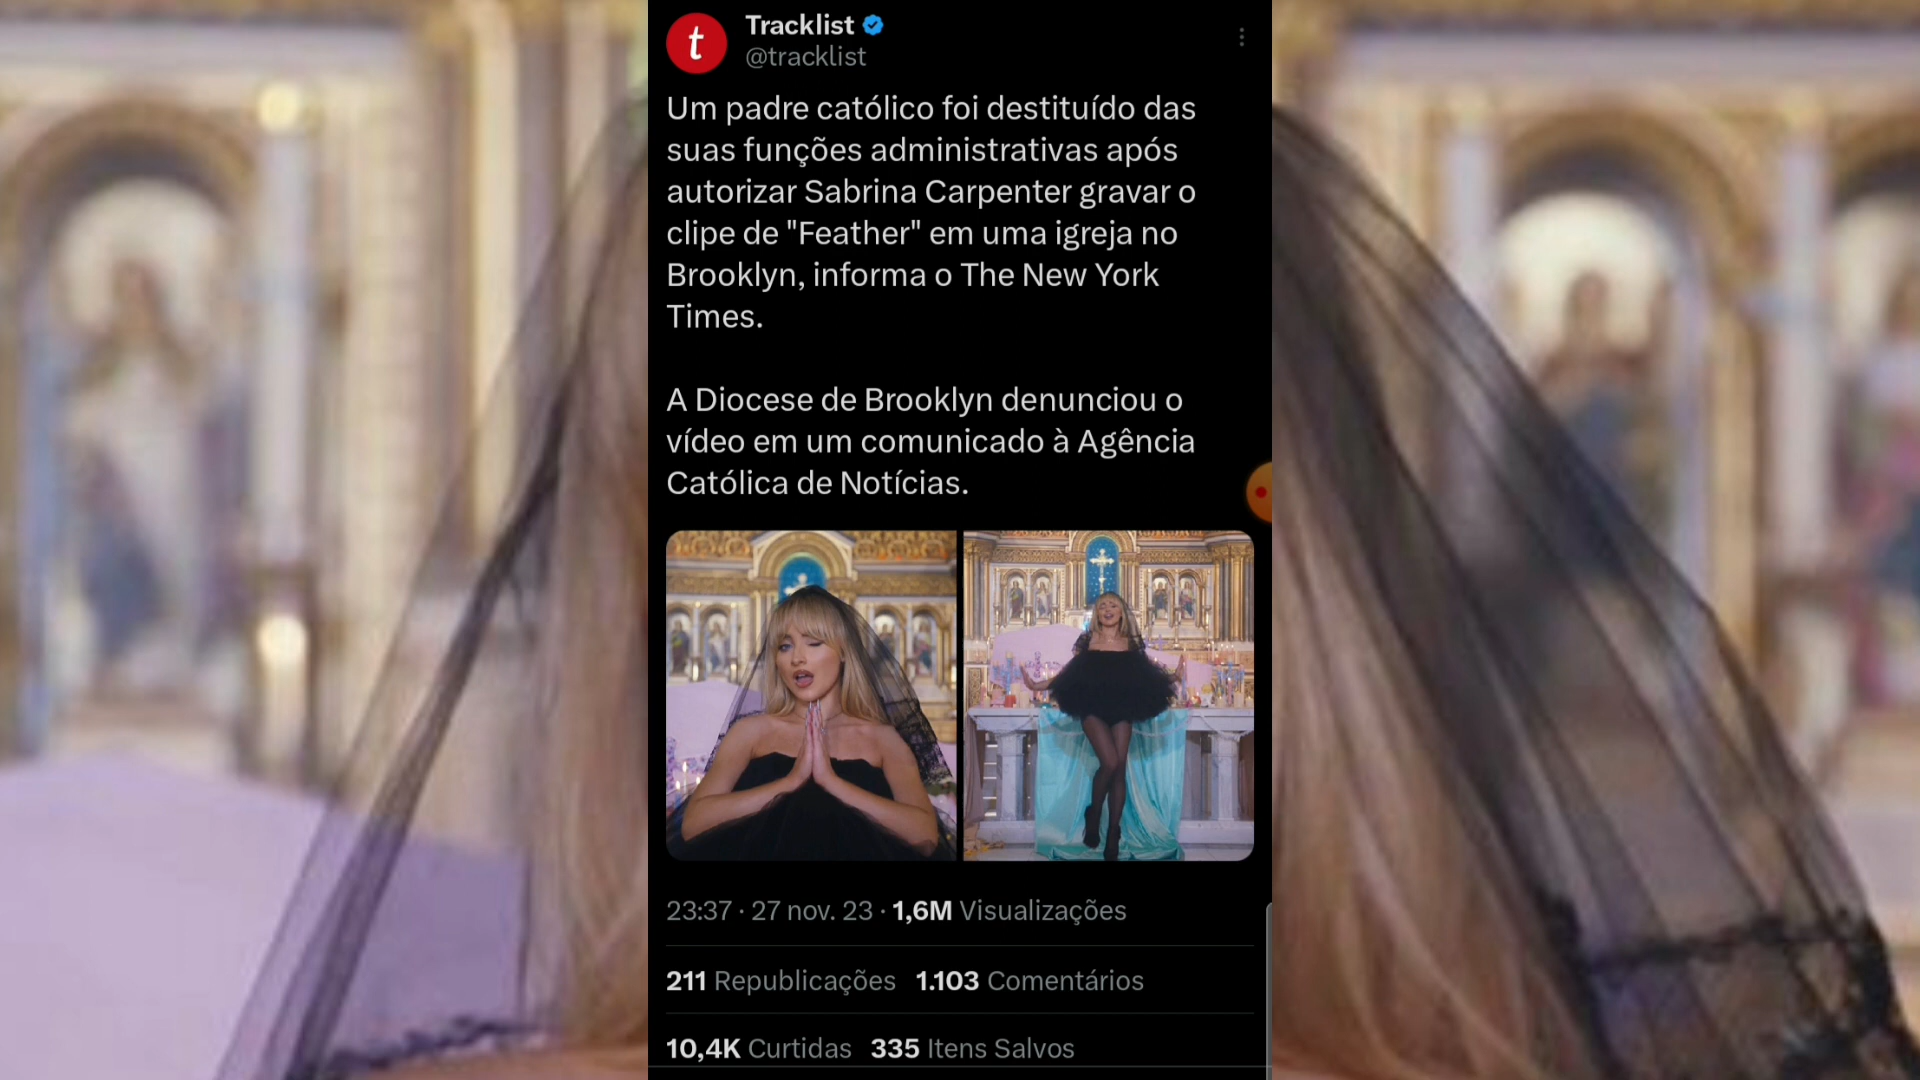 t
Tracklist
@tracklist
Um padre católico foi destituído das
suas funções administrativas após
autorizar Sabrina Carpenter gravar o
clipe de "Feather" em uma igreja no
Brooklyn, informa o The New York
Times.
A Diocese de Brooklyn denunciou o
vídeo em um comunicado à Agência
Católica de Notícias.
23:37 · 27 nov. 23 · 1,6M Visualizações
211 Republicações 1.103 Comentários
10,4K Curtidas 335 Itens Salvos